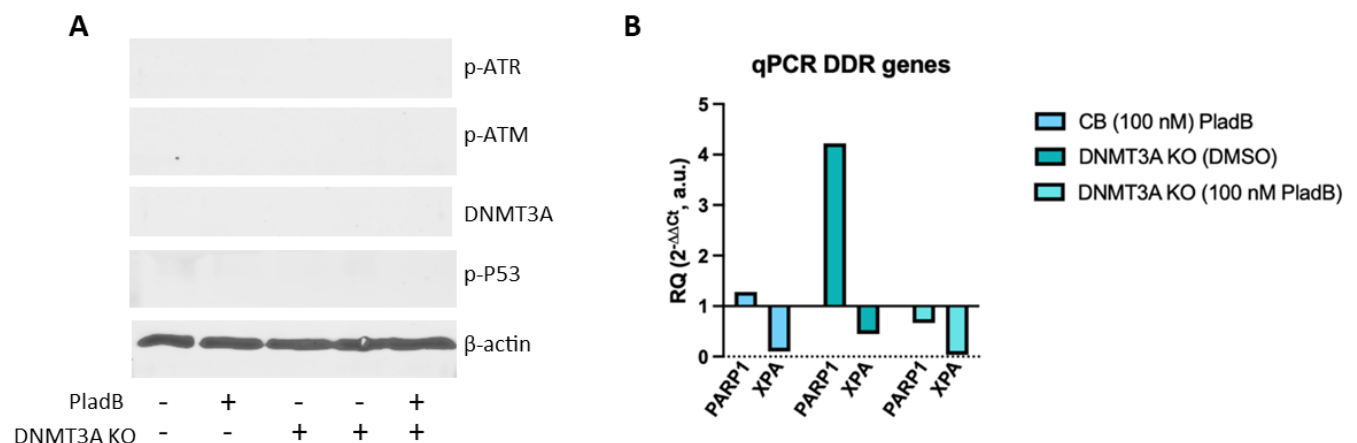 A
p-ATR
p-ATM
DNMT3A
p-P53
β-actin
PladB - + - - +
DNMT3A KO - - + + +
B
qPCR DDR genes
RQ (2^-ΔΔCt, a.u.)
5
4
3
2
1
0
PARP1 XPA PARP1 XPA PARP1 XPA
CB (100 nM) PladB
DNMT3A KO (DMSO)
DNMT3A KO (100 nM PladB)